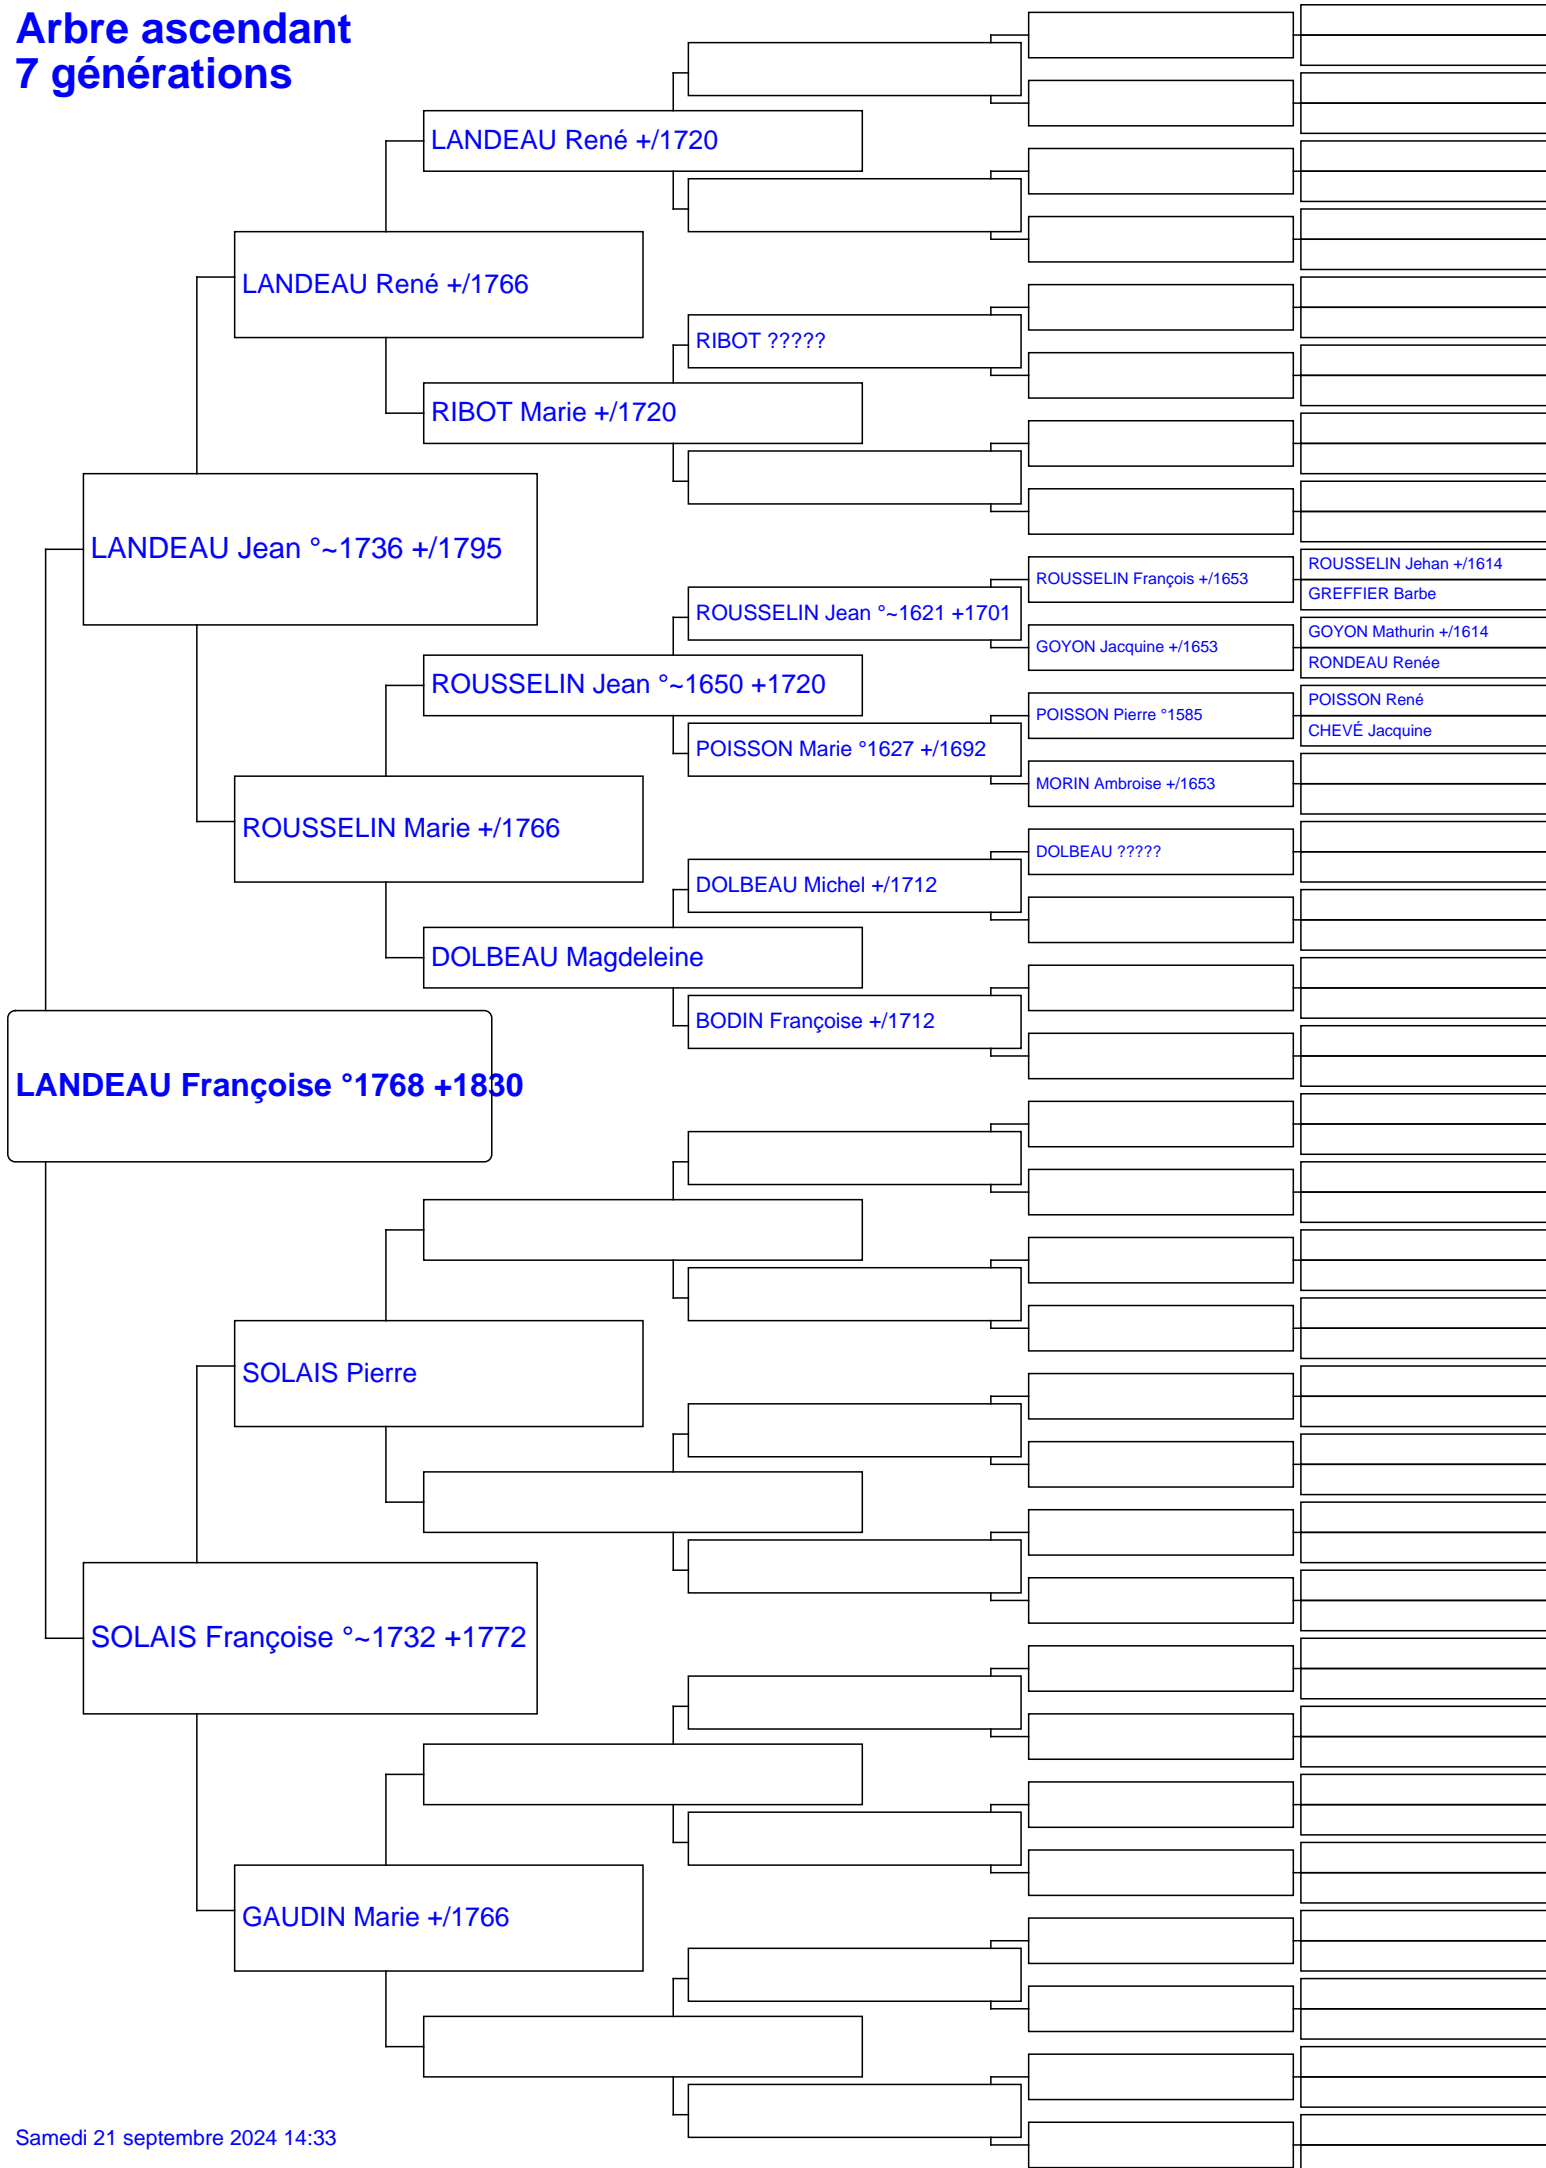 Arbre ascendant
7 générations
LANDEAU René +/1720
LANDEAU René +/1766
RIBOT ?????
RIBOT Marie +/1720
LANDEAU Jean °~1736 +/1795
ROUSSELIN Jehan +/1614
ROUSSELIN François +/1653
GREFFIER Barbe
ROUSSELIN Jean °~1621 +1701
GOYON Mathurin +/1614
GOYON Jacquine +/1653
RONDEAU Renée
ROUSSELIN Jean °~1650 +1720
POISSON René
POISSON Pierre °1585
CHEVÉ Jacquine
POISSON Marie °1627 +/1692
MORIN Ambroise +/1653
ROUSSELIN Marie +/1766
DOLBEAU ?????
DOLBEAU Michel +/1712
DOLBEAU Magdeleine
BODIN Françoise +/1712
LANDEAU Françoise °1768 +1830
SOLAIS Pierre
SOLAIS Françoise °~1732 +1772
GAUDIN Marie +/1766
Samedi 21 septembre 2024 14:33